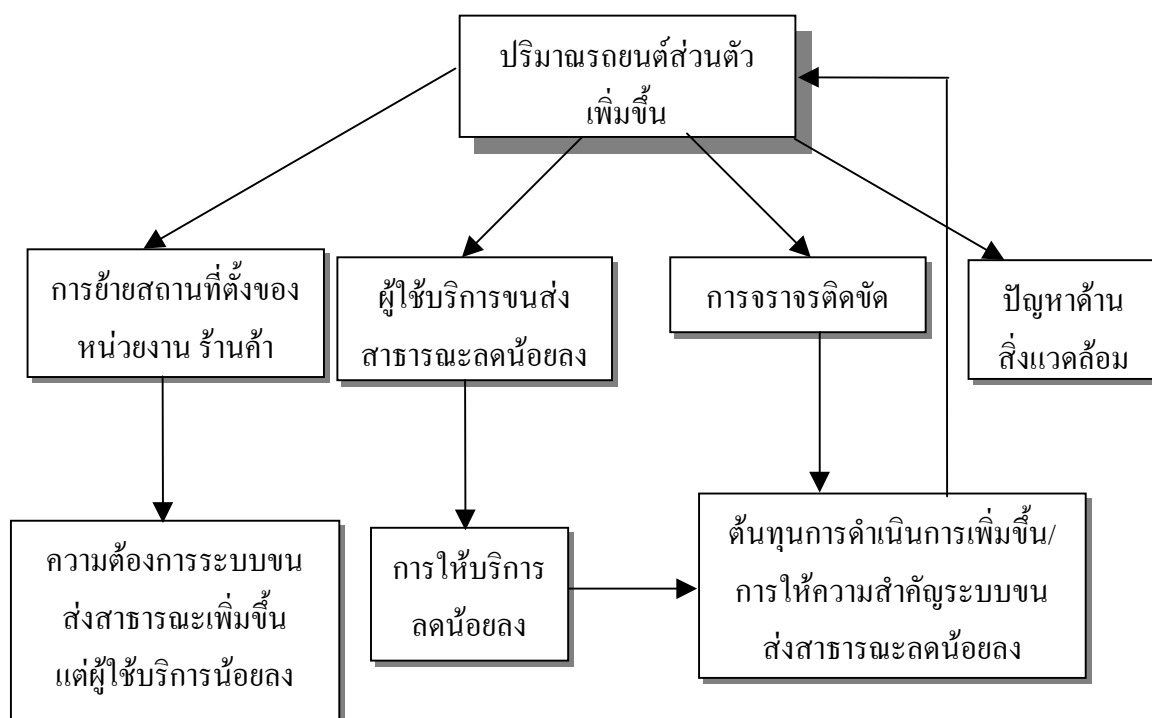 ปริมาณรถยนต์ส่วนตัว
เพิ่มขึ้น
การย้ายสถานที่ตั้งของ
หน่วยงาน ร้านค้า
ผู้ใช้บริการขนส่ง
สาธารณะลดน้อยลง
การจราจรติดขัด
ปัญหาด้าน
สิ่งแวดล้อม
ความต้องการระบบขน
ส่งสาธารณะเพิ่มขึ้น
แต่ผู้ใช้บริการน้อยลง
การให้บริการ
ลดน้อยลง
ต้นทุนการดำเนินการเพิ่มขึ้น/
การให้ความสำคัญระบบขน
ส่งสาธารณะลดน้อยลง